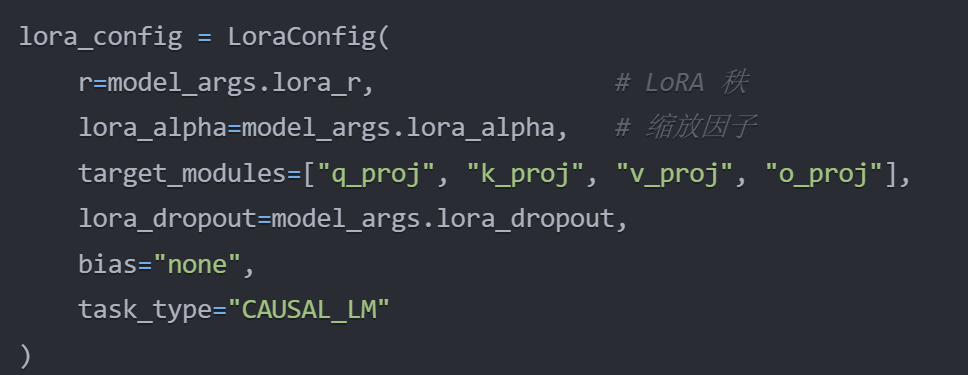 lora_config = LoraConfig(
    r=model_args.lora_r,                # LoRA 秩
    lora_alpha=model_args.lora_alpha,   # 缩放因子
    target_modules=["q_proj", "k_proj", "v_proj", "o_proj"],
    lora_dropout=model_args.lora_dropout,
    bias="none",
    task_type="CAUSAL_LM"
)